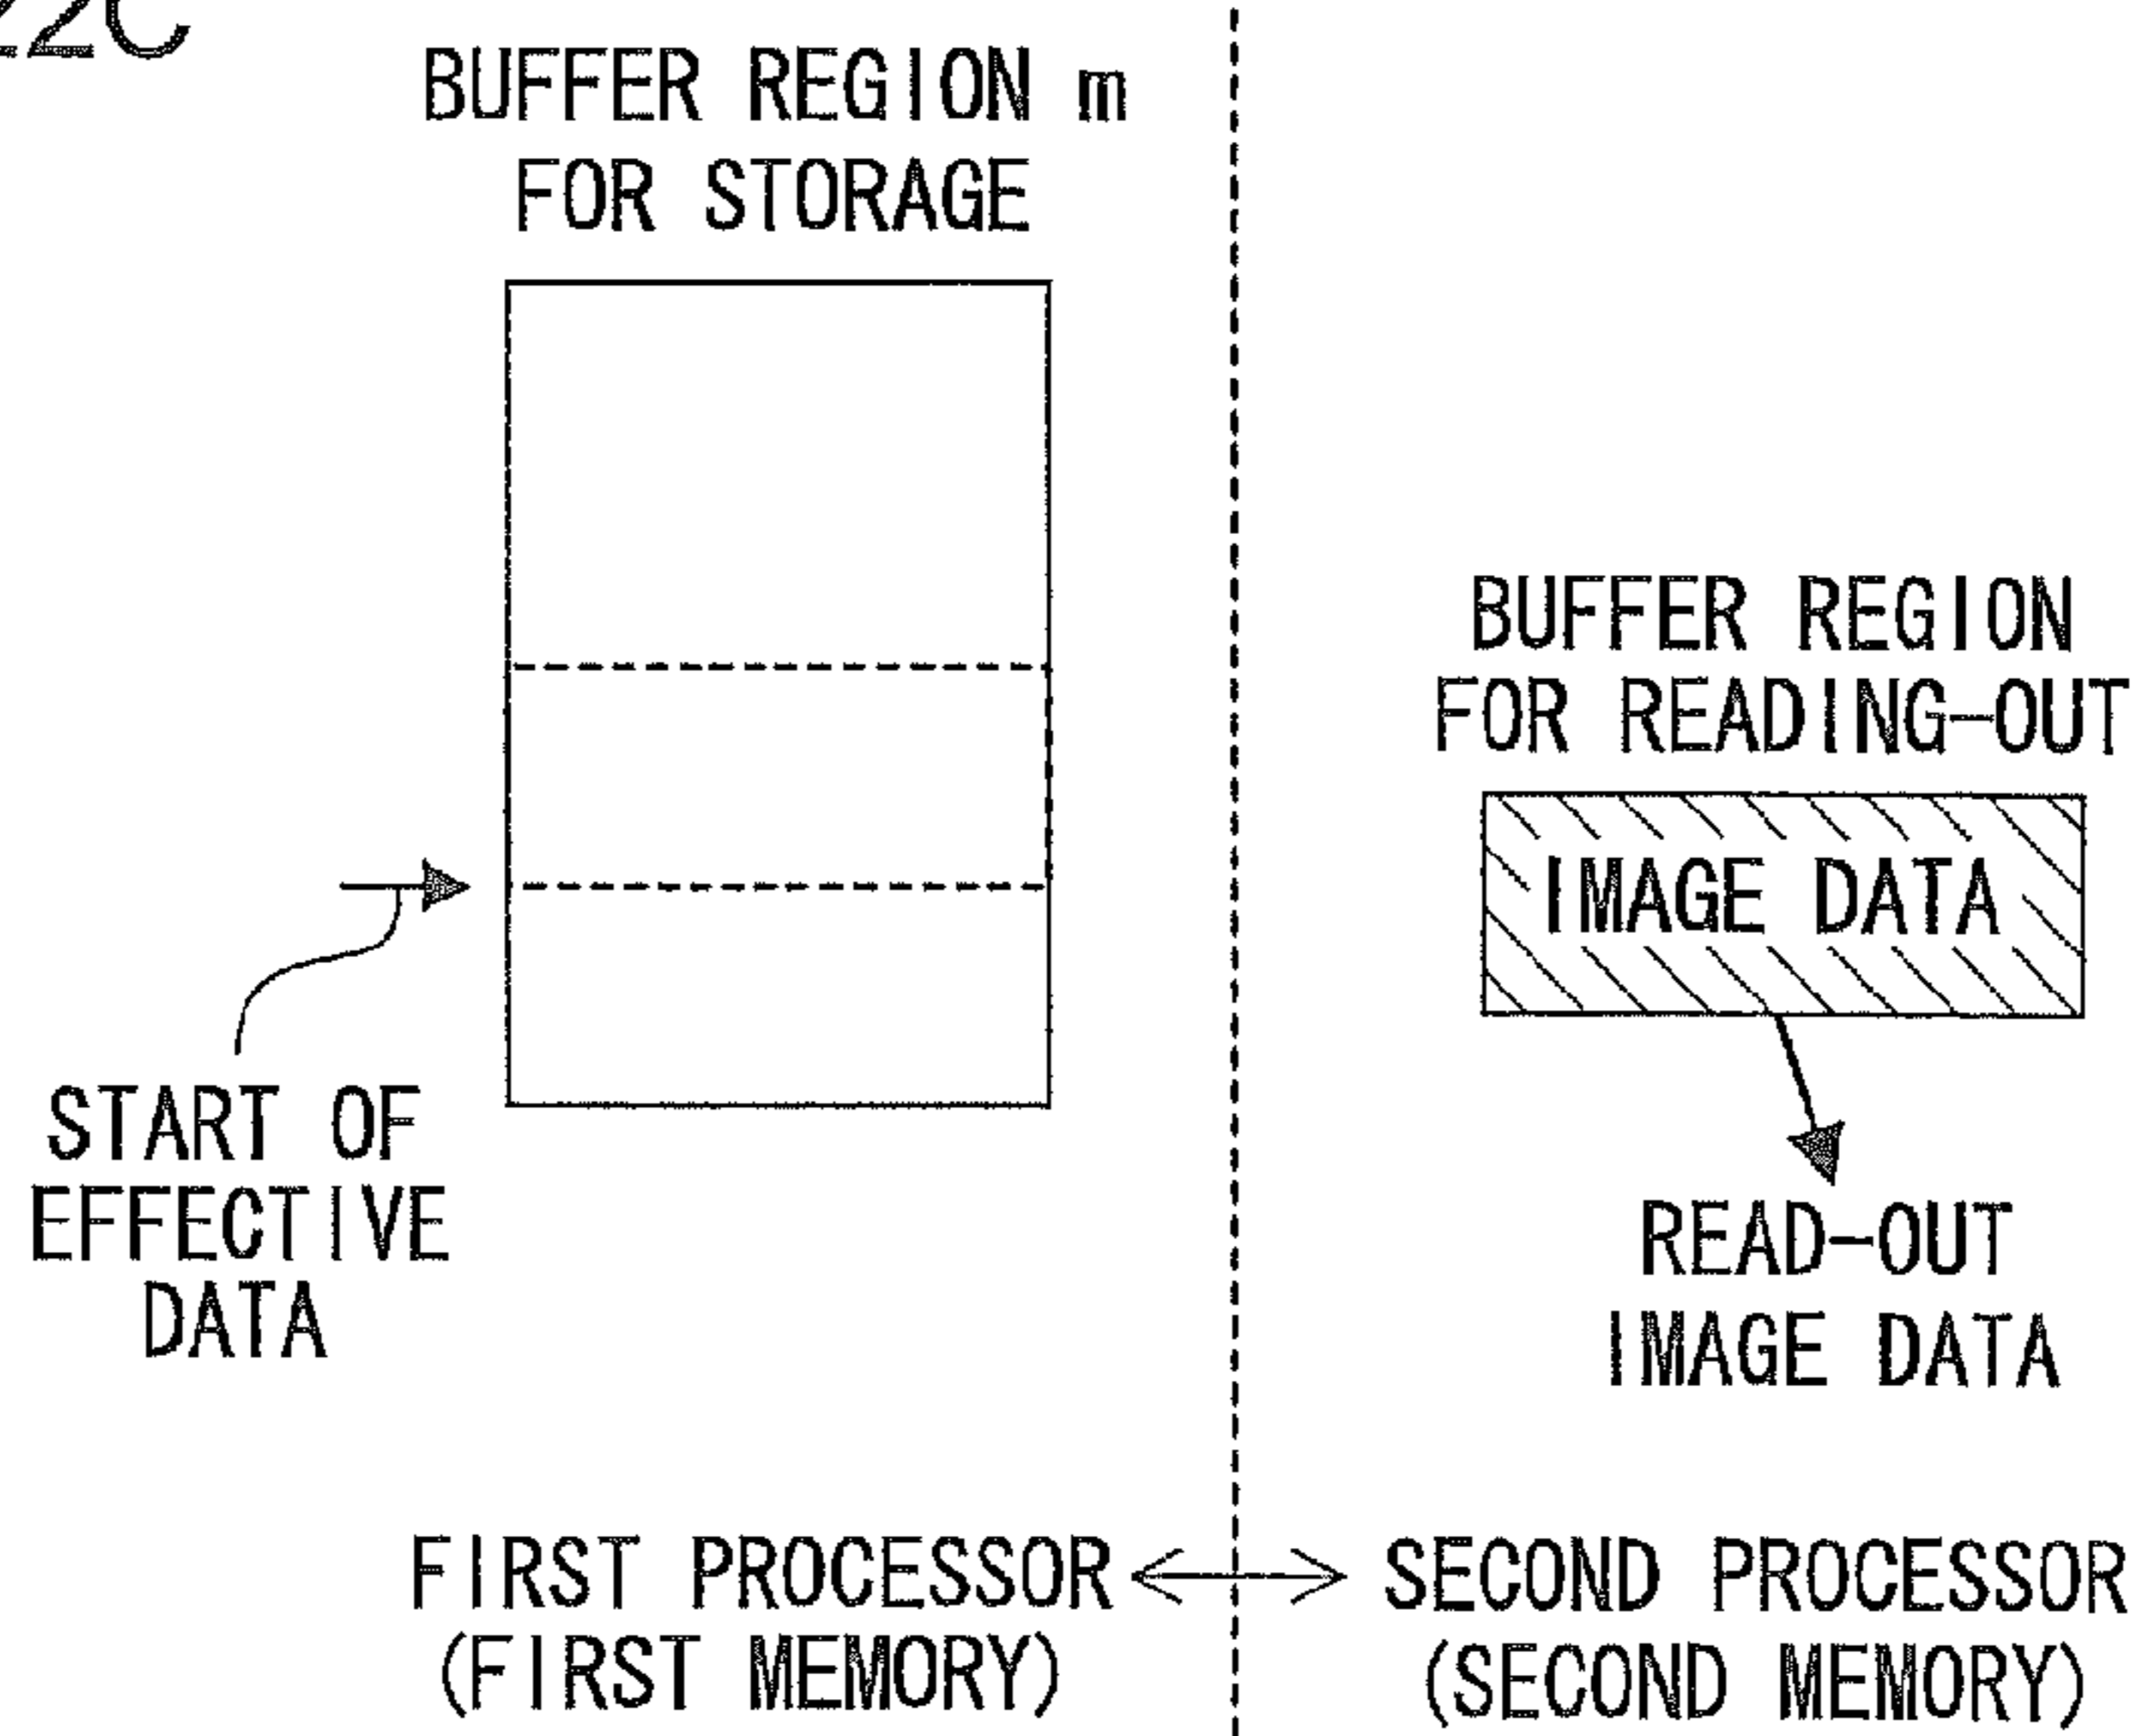 22C
BUFFER REGION m
FOR STORAGE
BUFFER REGION
FOR READING-OUT
IMAGE DATA
START OF
EFFECTIVE
DATA
READ-OUT
IMAGE DATA
FIRST PROCESSOR
(FIRST MEMORY)
SECOND PROCESSOR
(SECOND MEMORY)